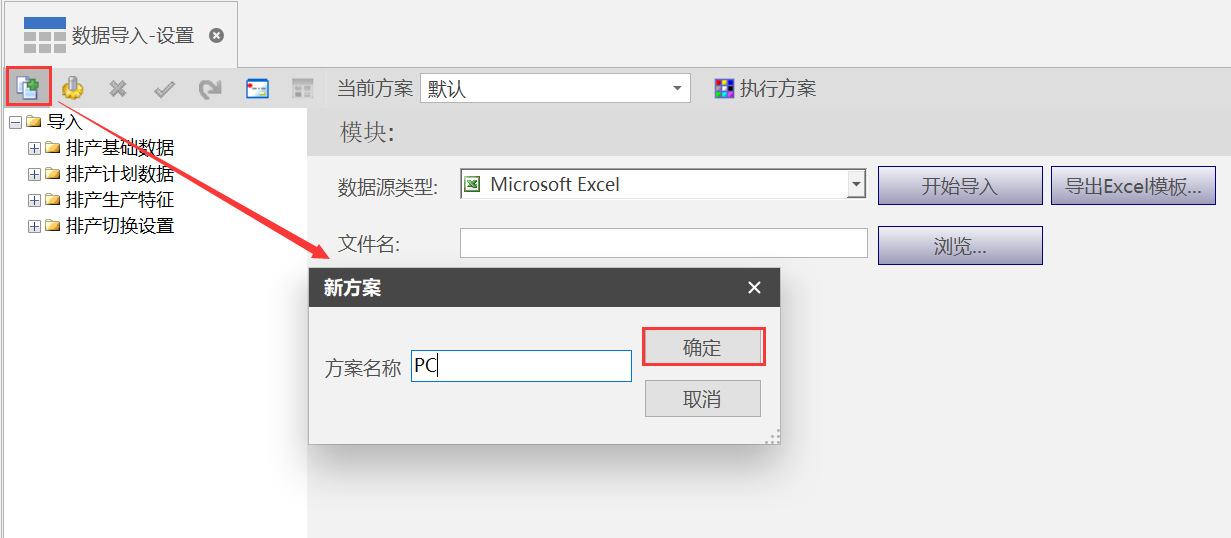 数据导入-设置
当前方案 默认 执行方案
导入
排产基础数据
排产计划数据
排产生产特征
排产切换设置
模块:
数据源类型: Microsoft Excel 开始导入 导出Excel模板...
文件名: 浏览...
新方案
方案名称 PC 确定
取消